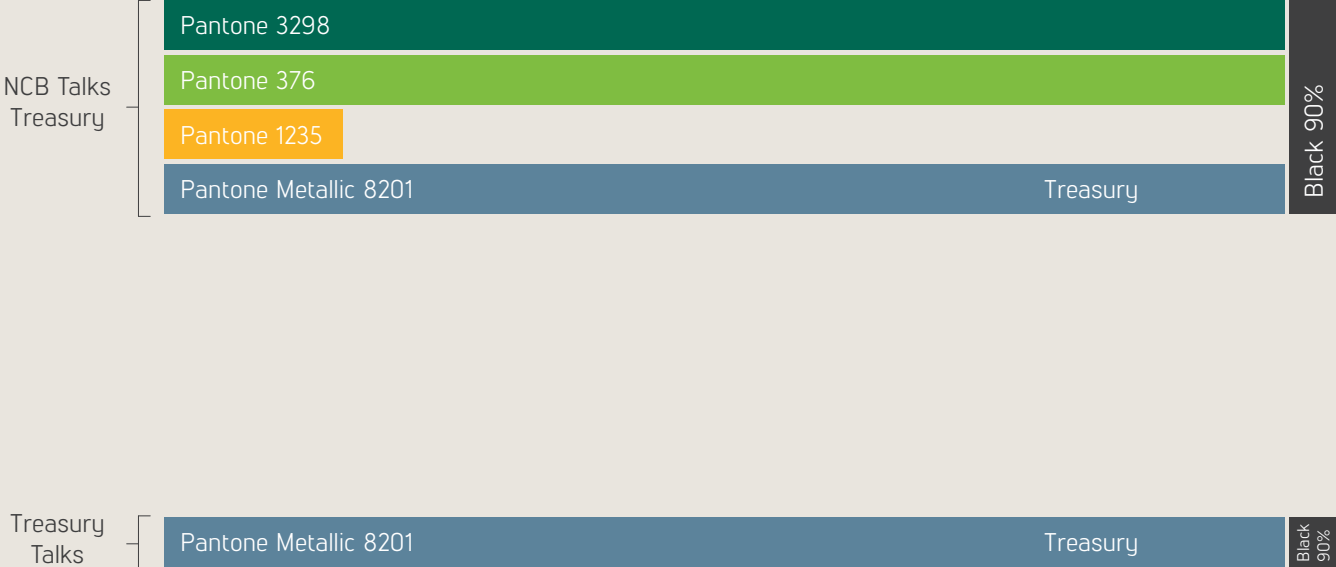 NCB Talks
Treasury
Pantone 3298
Pantone 376
Pantone 1235
Pantone Metallic 8201 Treasury
Black 90%
Treasury
Talks
Pantone Metallic 8201 Treasury
Black
90%